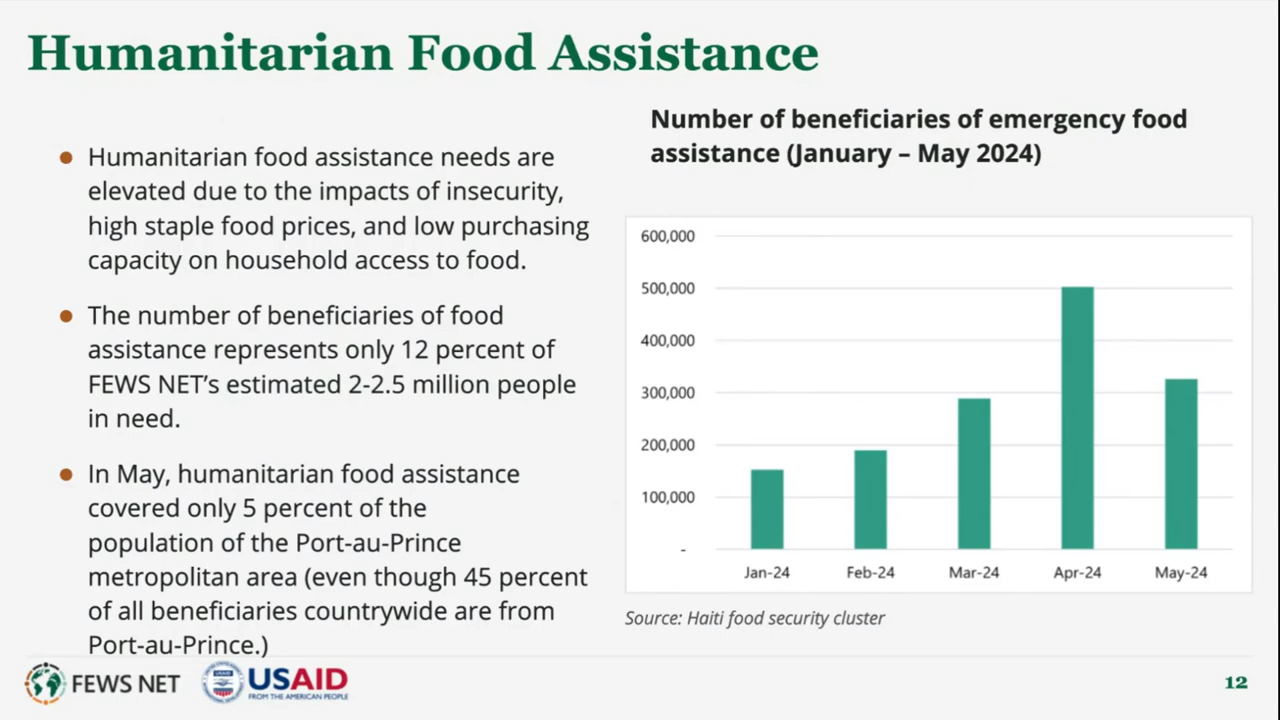 Humanitarian Food Assistance
Humanitarian food assistance needs are
elevated due to the impacts of insecurity,
high staple food prices, and low purchasing
capacity on household access to food.
The number of beneficiaries of food
assistance represents only 12 percent of
FEWS NET’s estimated 2-2.5 million people
in need.
In May, humanitarian food assistance
covered only 5 percent of the
population of the Port-au-Prince
metropolitan area (even though 45 percent
of all beneficiaries countrywide are from
Port-au-Prince.)
Number of beneficiaries of emergency food
assistance (January – May 2024)
600,000
500,000
400,000
300,000
200,000
100,000
-
Jan-24 Feb-24 Mar-24 Apr-24 May-24
Source: Haiti food security cluster
FEWS NET
USAID
FROM THE AMERICAN PEOPLE
12